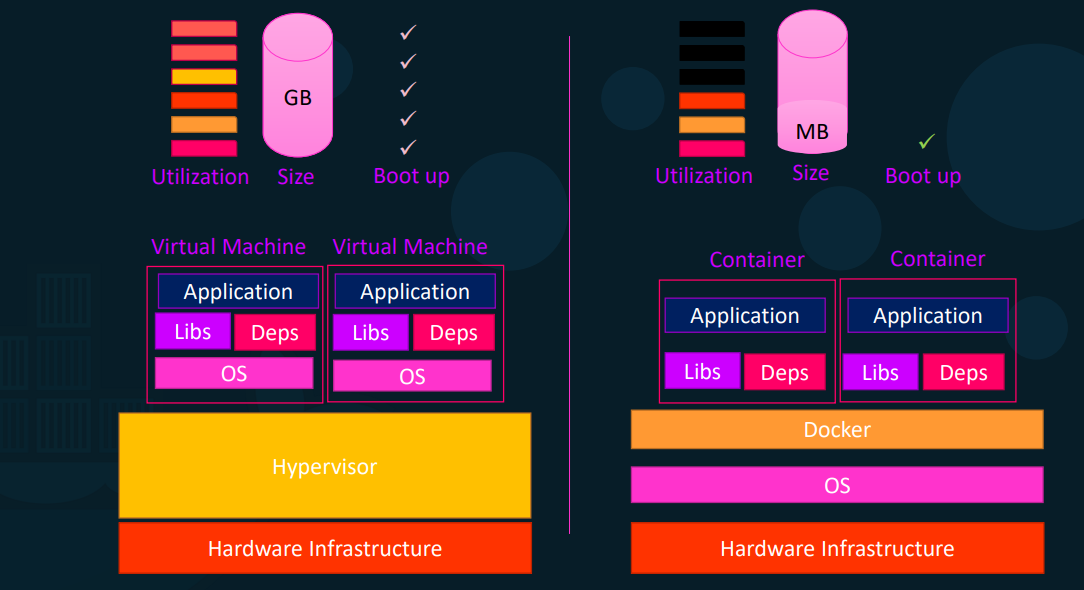 GB
Utilization Size Boot up
MB
Utilization Size Boot up
Virtual Machine Virtual Machine
Application Application
Libs Deps Libs Deps
OS OS
Hypervisor
Hardware Infrastructure
Container Container
Application Application
Libs Deps Libs Deps
Docker
OS
Hardware Infrastructure